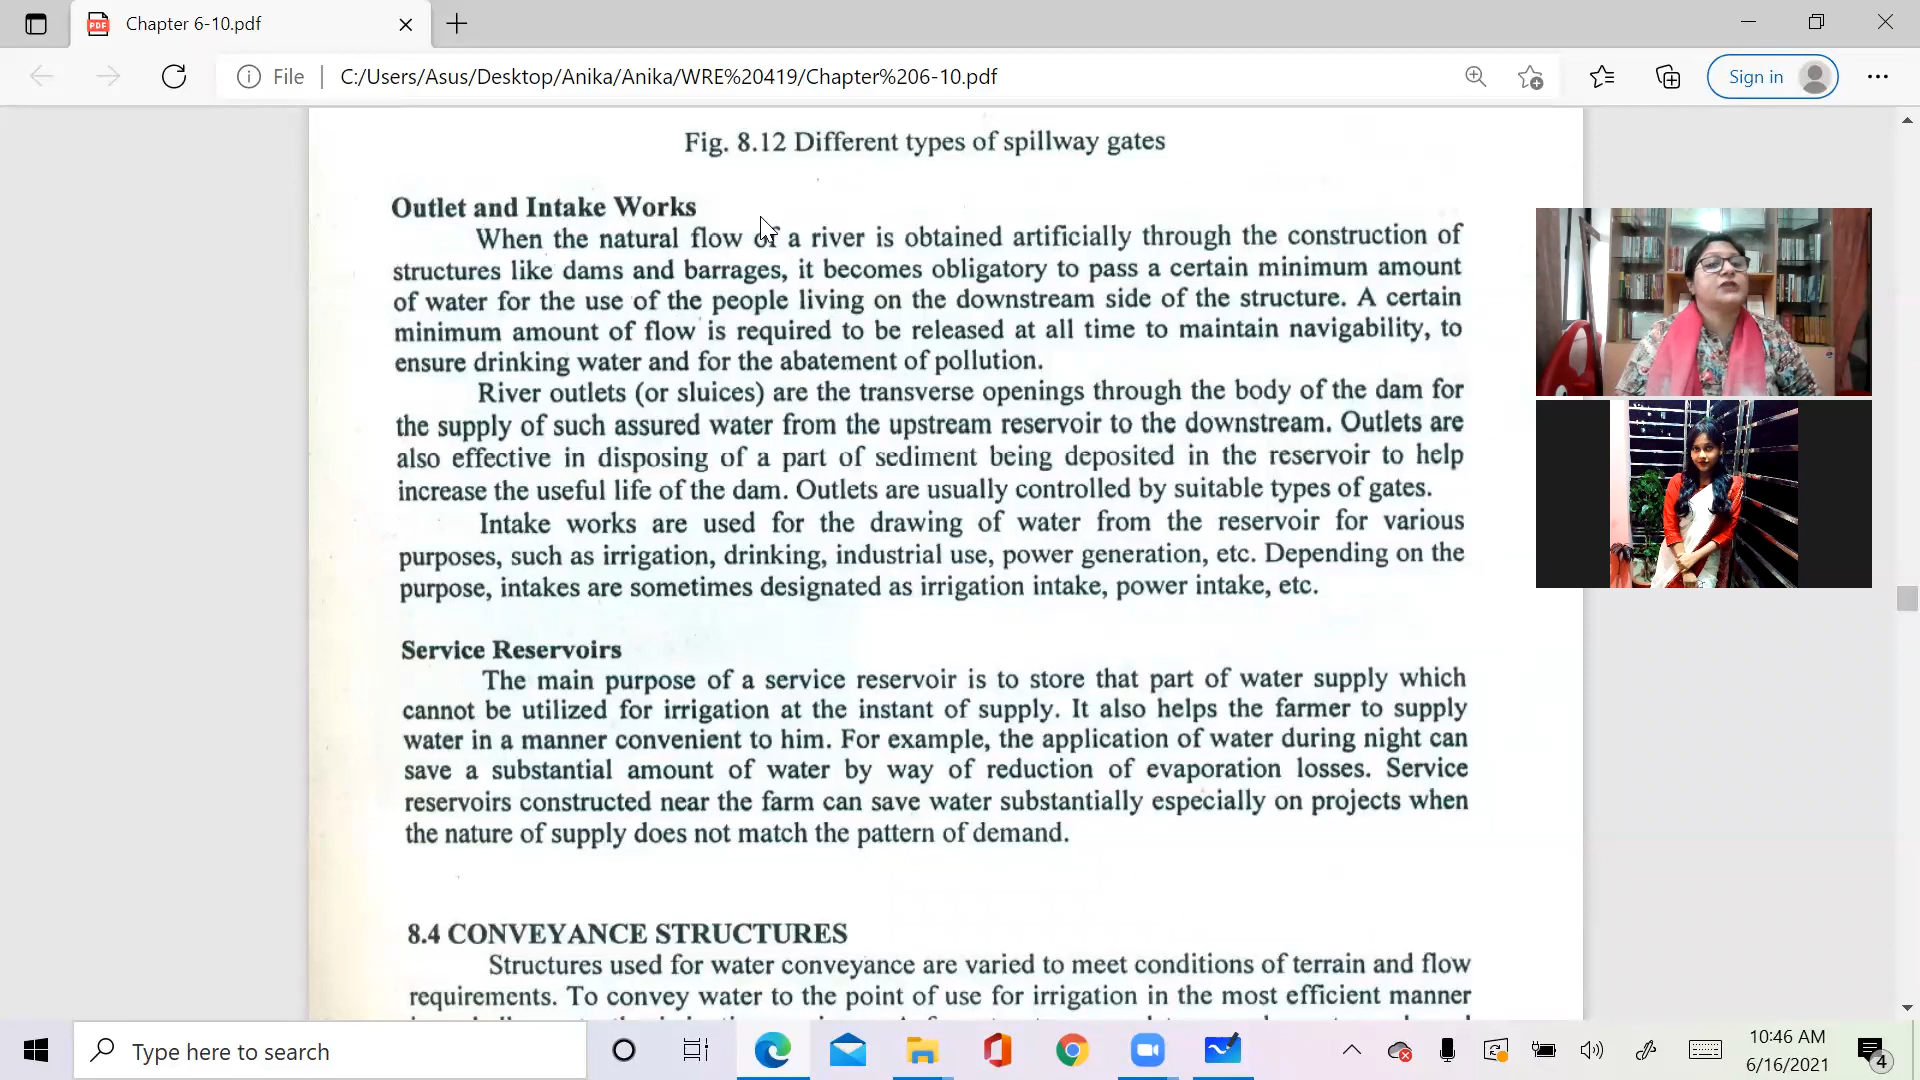 Chapter 6-10.pdf
File
C:/Users/Asus/Desktop/Anika/Anika/WRE%20419/Chapter%206-10.pdf
Sign in
Fig. 8.12 Different types of spillway gates
Outlet and Intake Works
When the natural flow of a river is obtained artificially through the construction of
structures like dams and barrages, it becomes obligatory to pass a certain minimum amount
of water for the use of the people living on the downstream side of the structure. A certain
minimum amount of flow is required to be released at all time to maintain navigability, to
ensure drinking water and for the abatement of pollution.
River outlets (or sluices) are the transverse openings through the body of the dam for
the supply of such assured water from the upstream reservoir to the downstream. Outlets are
also effective in disposing of a part of sediment being deposited in the reservoir to help
increase the useful life of the dam. Outlets are usually controlled by suitable types of gates.
Intake works are used for the drawing of water from the reservoir for various
purposes, such as irrigation, drinking, industrial use, power generation, etc. Depending on the
purpose, intakes are sometimes designated as irrigation intake, power intake, etc.
Service Reservoirs
The main purpose of a service reservoir is to store that part of water supply which
cannot be utilized for irrigation at the instant of supply. It also helps the farmer to supply
water in a manner convenient to him. For example, the application of water during night can
save a substantial amount of water by way of reduction of evaporation losses. Service
reservoirs constructed near the farm can save water substantially especially on projects when
the nature of supply does not match the pattern of demand.
8.4 CONVEYANCE STRUCTURES
Structures used for water conveyance are varied to meet conditions of terrain and flow
requirements. To convey water to the point of use for irrigation in the most efficient manner
Type here to search
10:46 AM
6/16/2021
4